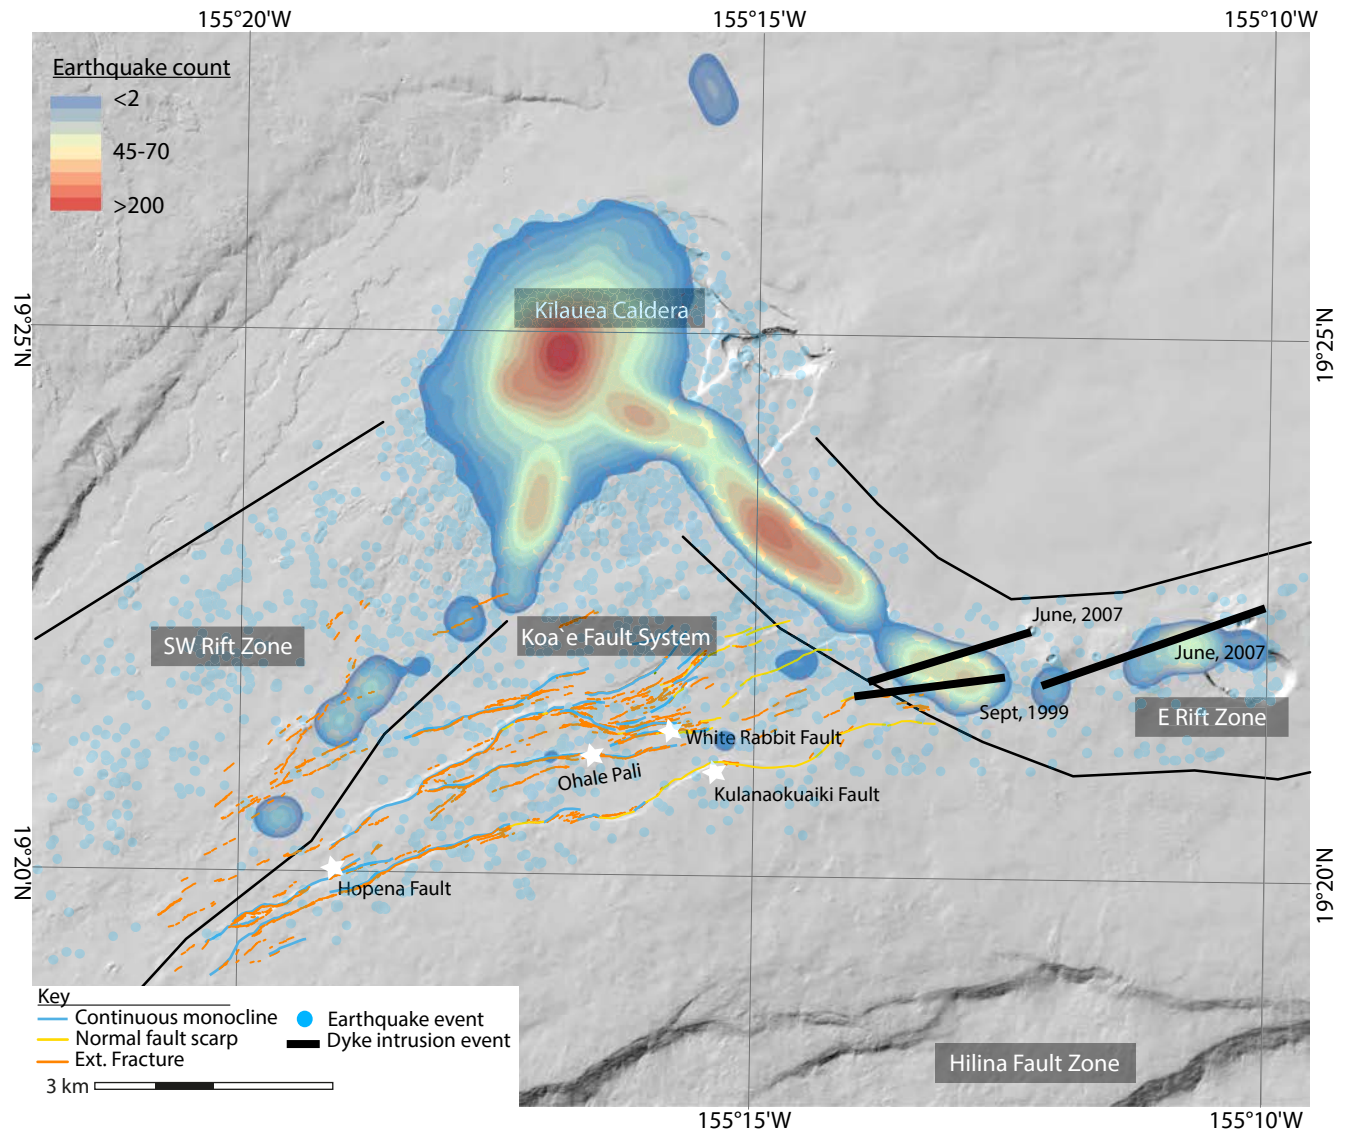 155°20'W
155°15'W
155°10'W
Earthquake count
<2
45-70
>200
Kīlauea Caldera
19°25'N
19°25'N
June, 2007
SW Rift Zone
Koa`e Fault System
June, 2007
Sept, 1999
E Rift Zone
White Rabbit Fault
Ohale Pali
Kulanaokuaiki Fault
19°20'N
19°20'N
Hopena Fault
Key
Continuous monocline
Earthquake event
Normal fault scarp
Dyke intrusion event
Ext. Fracture
3 km
Hilina Fault Zone
155°15'W
155°10'W